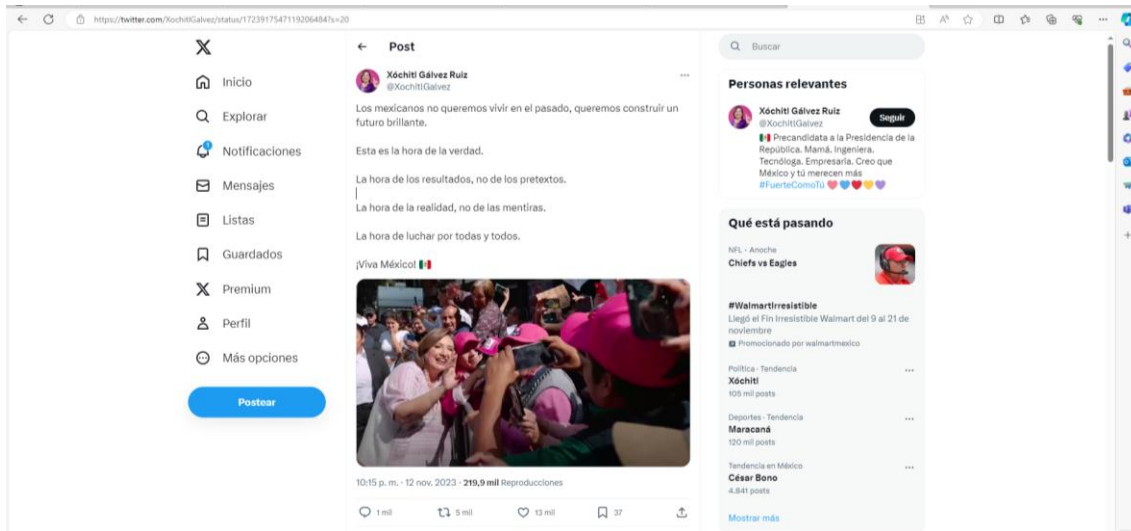 https://twitter.com/XochitlGalvez/status/1723917547119206484?s=20
Inicio
Explorar
Notificaciones
Mensajes
Listas
Guardados
Premium
Perfil
Más opciones
Postear
Post
Xóchitl Gálvez Ruiz
@XochitlGalvez
Los mexicanos no queremos vivir en el pasado, queremos construir un
futuro brillante.
Esta es la hora de la verdad.
La hora de los resultados, no de los pretextos.
La hora de la realidad, no de las mentiras.
La hora de luchar por todas y todos.
¡Viva México! 🇲🇽
10:15 p. m. · 12 nov. 2023 · 219,9 mil Reproducciones
1 mil
5 mil
13 mil
37
Buscar
Personas relevantes
Xóchitl Gálvez Ruiz
@XochitlGalvez
Seguir
🇲🇽 Precandidata a la Presidencia de la
República. Mamá. Ingeniera.
Tecnóloga. Empresaria. Creo que
México y tú merecen más
#FuerteComoTú 💗💙❤️💛💜
Qué está pasando
NFL · Anoche
Chiefs vs Eagles
#WalmartIrresistible
Llegó el Fin Irresistible Walmart del 9 al 21 de
noviembre
Promocionado por walmartmexico
Política · Tendencia
Xóchitl
105 mil posts
Deportes · Tendencia
Maracaná
120 mil posts
Tendencia en México
César Bono
4.841 posts
Mostrar más